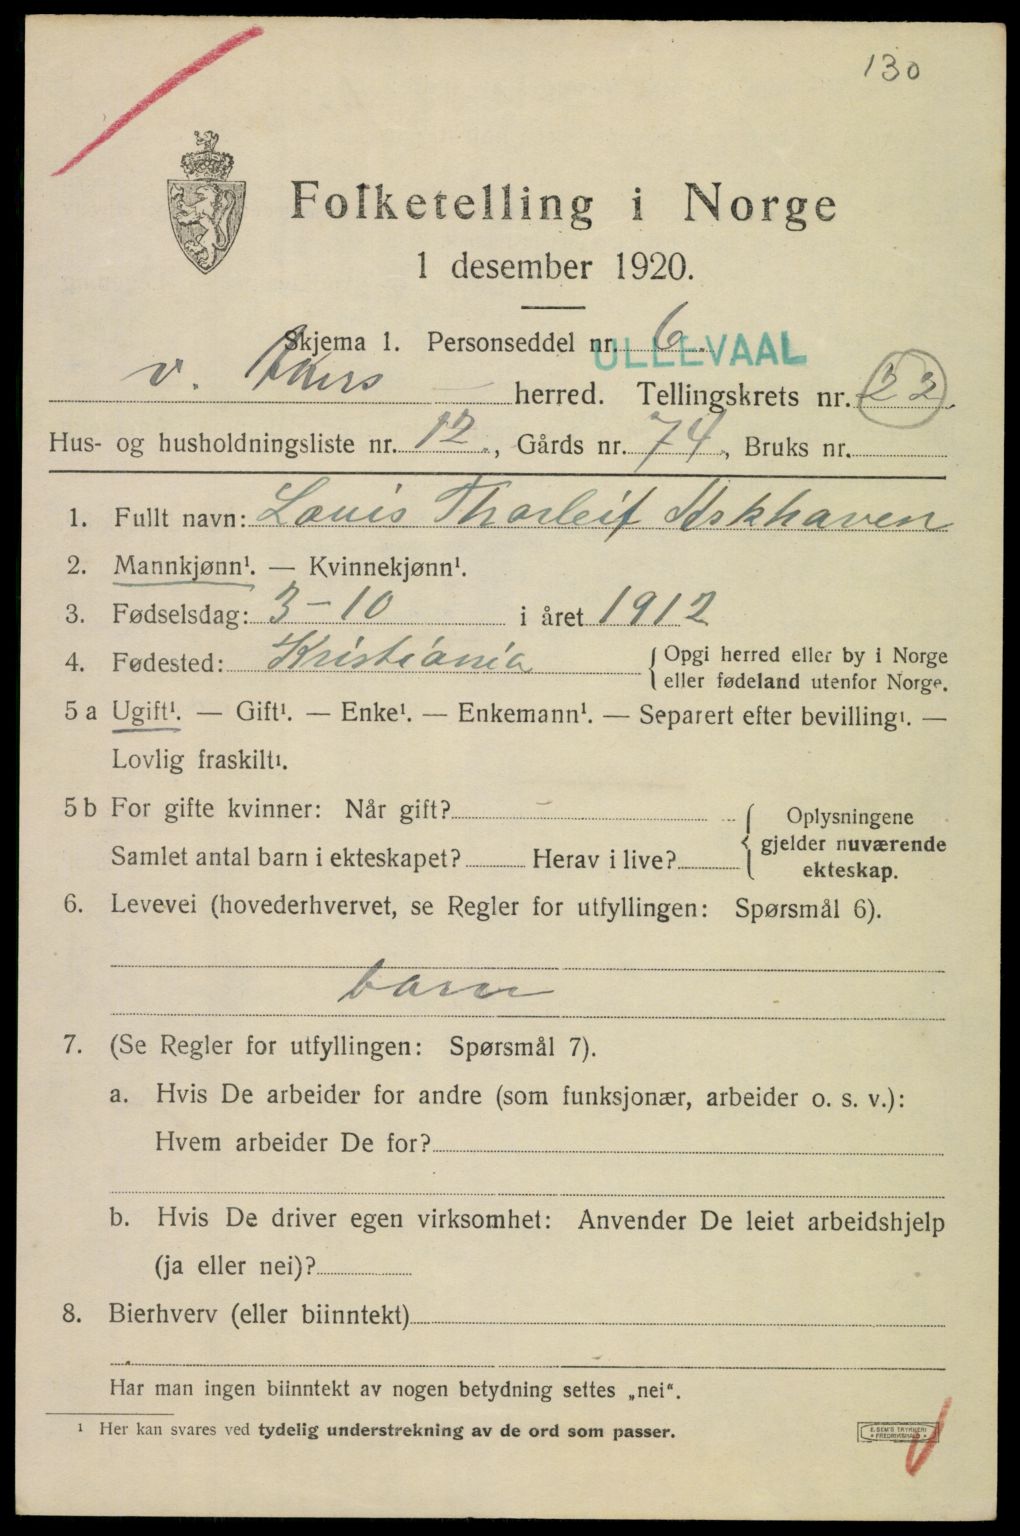 130
Folketelling i Norge
1 desember 1920.
Skjema 1. Personseddel nr. 6.
ULLEVAAL
v. Akers herred. Tellingskrets nr. 22.
Hus- og husholdningsliste nr. 12., Gårds nr. 74., Bruks nr.
1. Fullt navn: Louis Thorleif Askhaven
2. Mannkjønn¹. — Kvinnekjønn¹.
3. Fødselsdag: 3-10 i året 1912
4. Fødested: Kristiania { Opgi herred eller by i Norge
eller fødeland utenfor Norge.
5 a Ugift¹. — Gift¹. — Enke¹. — Enkemann¹. — Separert efter bevilling¹. —
Lovlig fraskilt¹.
5 b For gifte kvinner: Når gift? - { Oplysningene
Samlet antal barn i ekteskapet? Herav i live? gjelder nuværende
ekteskap.
6. Levevei (hovederhvervet, se Regler for utfyllingen: Spørsmål 6).
barn
7. (Se Regler for utfyllingen: Spørsmål 7).
a. Hvis De arbeider for andre (som funksjonær, arbeider o. s. v.):
Hvem arbeider De for?
b. Hvis De driver egen virksomhet: Anvender De leiet arbeidshjelp
(ja eller nei)?
8. Bierhverv (eller biinntekt)
Har man ingen biinntekt av nogen betydning settes „nei".
¹ Her kan svares ved tydelig understrekning av de ord som passer.
E. SEM'S TRYKKERI
FREDRIKSHALD